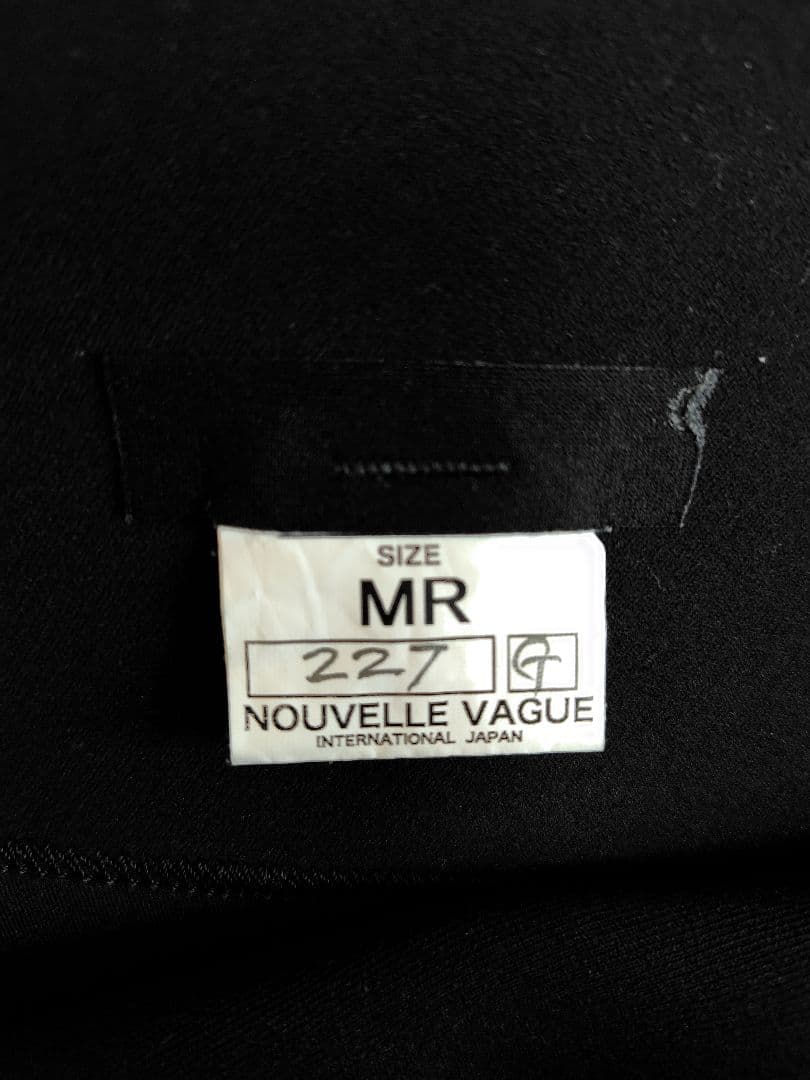 SIZE
MR
227
NOUVELLE VAGUE
INTERNATIONAL JAPAN